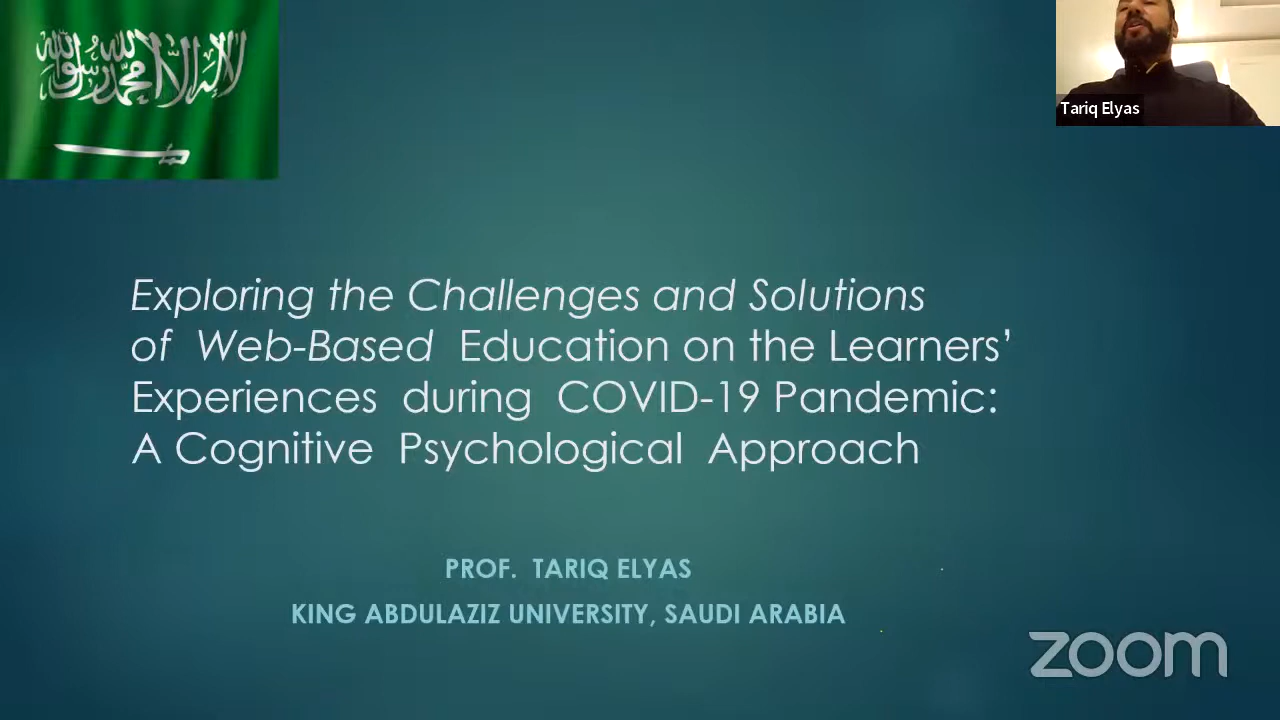 لا إله إلا الله محمد رسول الله
Tariq Elyas
Exploring the Challenges and Solutions
of Web-Based Education on the Learners’
Experiences during COVID-19 Pandemic:
A Cognitive Psychological Approach
PROF. TARIQ ELYAS
KING ABDULAZIZ UNIVERSITY, SAUDI ARABIA
zoom